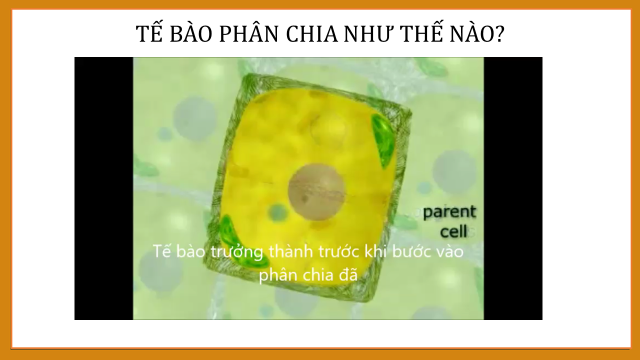 TẾ BÀO PHÂN CHIA NHƯ THẾ NÀO?
parent
cell
Tế bào trưởng thành trước khi bước vào
phân chia đã